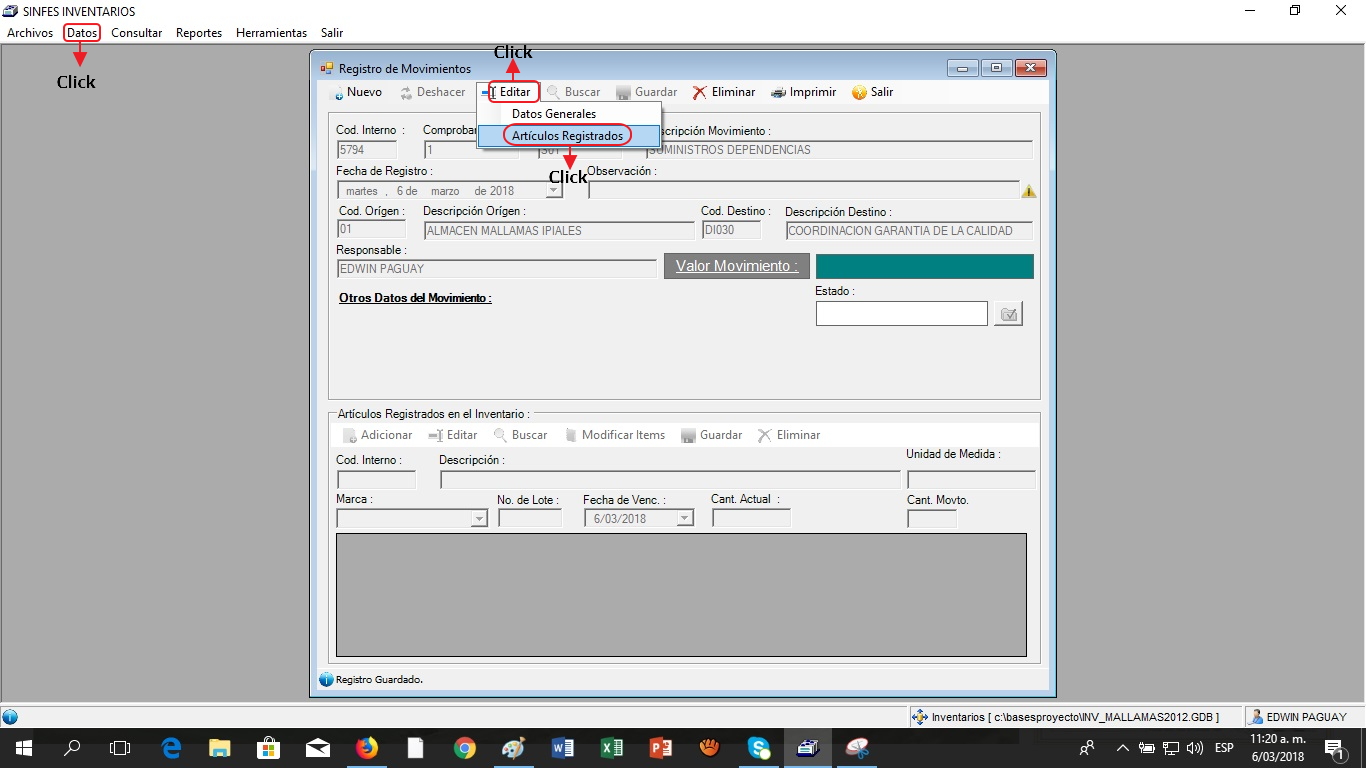 SINFES INVENTARIOS
Archivos Datos Consultar Reportes Herramientas Salir
Click
Click
Registro de Movimientos
Nuevo Deshacer Editar Buscar Guardar Eliminar Imprimir Salir
Datos Generales
Artículos Registrados
Click
Cod. Interno : Comproba scripción Movimiento :
5794 1 S01 SUMINISTROS DEPENDENCIAS
Fecha de Registro : Observación :
martes , 6 de marzo de 2018
Cod. Orígen : Descripción Orígen : Cod. Destino : Descripción Destino :
01 ALMACEN MALLAMAS IPIALES DI030 COORDINACION GARANTIA DE LA CALIDAD
Responsable :
EDWIN PAGUAY Valor Movimiento :
Otros Datos del Movimiento : Estado :
Artículos Registrados en el Inventario :
Adicionar Editar Buscar Modificar Items Guardar Eliminar
Cod. Interno : Descripción : Unidad de Medida :
Marca : No. de Lote : Fecha de Venc. : Cant. Actual : Cant. Movto.
6/03/2018
Registro Guardado.
Inventarios [ c:\basesproyecto\INV_MALLAMAS2012.GDB ] EDWIN PAGUAY
ESP 11:20 a. m.
6/03/2018
1